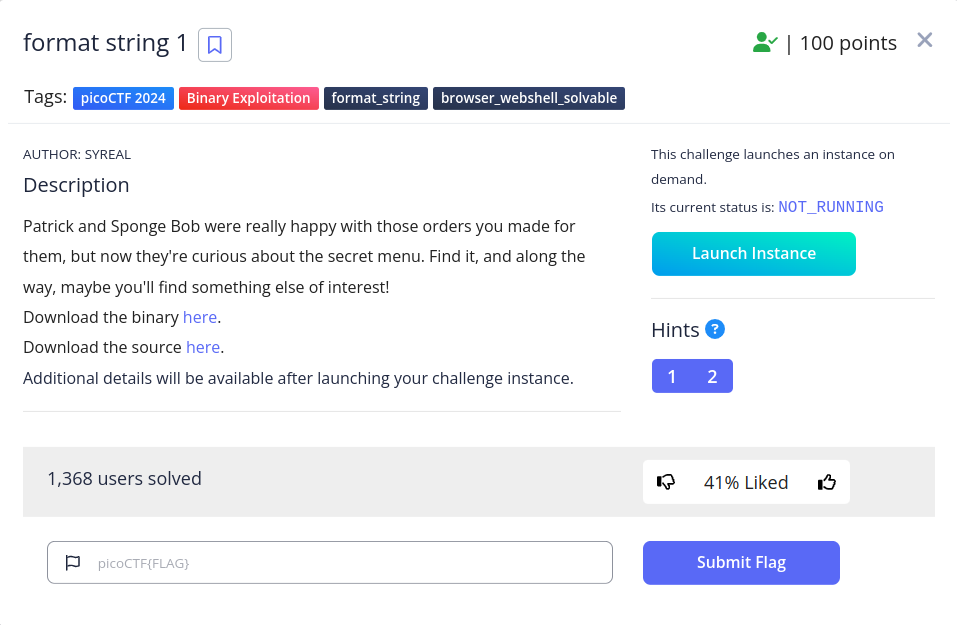 format string 1
| 100 points
Tags: picoCTF 2024 Binary Exploitation format_string browser_webshell_solvable
AUTHOR: SYREAL
Description
Patrick and Sponge Bob were really happy with those orders you made for
them, but now they're curious about the secret menu. Find it, and along the
way, maybe you'll find something else of interest!
Download the binary here.
Download the source here.
Additional details will be available after launching your challenge instance.
This challenge launches an instance on
demand.
Its current status is: NOT_RUNNING
Launch Instance
Hints ?
1 2
1,368 users solved
41% Liked
picoCTF{FLAG}
Submit Flag